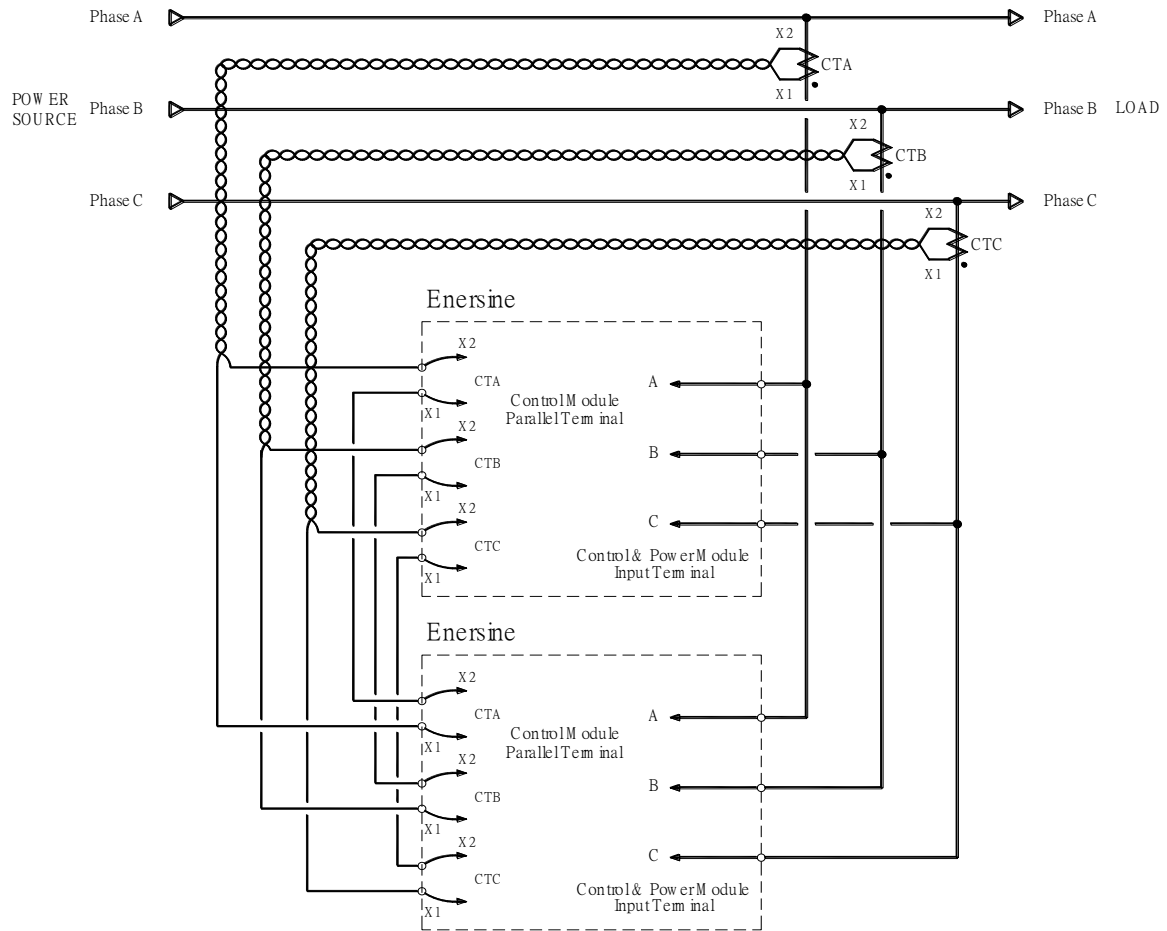 Phase A
Phase A
X2
CTA
X1
POWER
SOURCE
Phase B
Phase B
LOAD
X2
CTB
X1
Phase C
Phase C
X2
CTC
X1
Enersine
X2
CTA
X1
Control Module
Parallel Terminal
A
X2
CTB
X1
B
X2
CTC
X1
C
Control & Power Module
Input Terminal
Enersine
X2
CTA
X1
Control Module
Parallel Terminal
A
X2
CTB
X1
B
X2
CTC
X1
C
Control & Power Module
Input Terminal